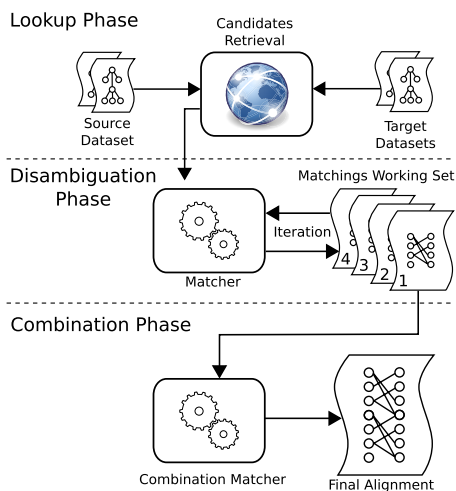 Lookup Phase
Candidates
Retrieval
Source
Dataset
Target
Datasets
Disambiguation
Phase
Matchings Working Set
Iteration
4
3
2
1
Matcher
Combination Phase
Combination Matcher
Final Alignment